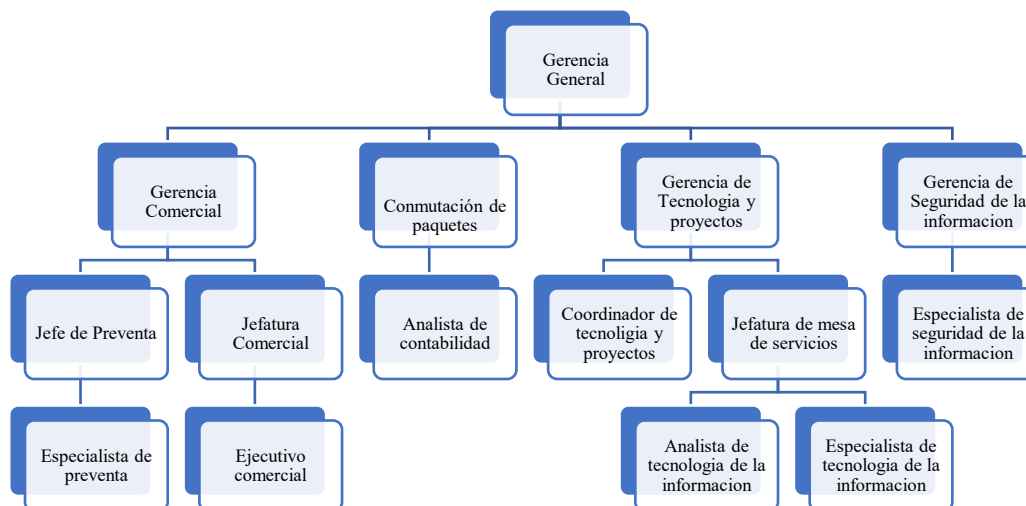 Gerencia
General
Gerencia
Comercial
Conmutación de
paquetes
Gerencia de
Tecnologia y
proyectos
Gerencia de
Seguridad de la
informacion
Jefe de Preventa
Jefatura
Comercial
Analista de
contabilidad
Coordinador de
tecnoligia y
proyectos
Jefatura de mesa
de servicios
Especialista de
seguridad de la
informacion
Especialista de
preventa
Ejecutivo
comercial
Analista de
tecnologia de la
informacion
Especialista de
tecnologia de la
informacion